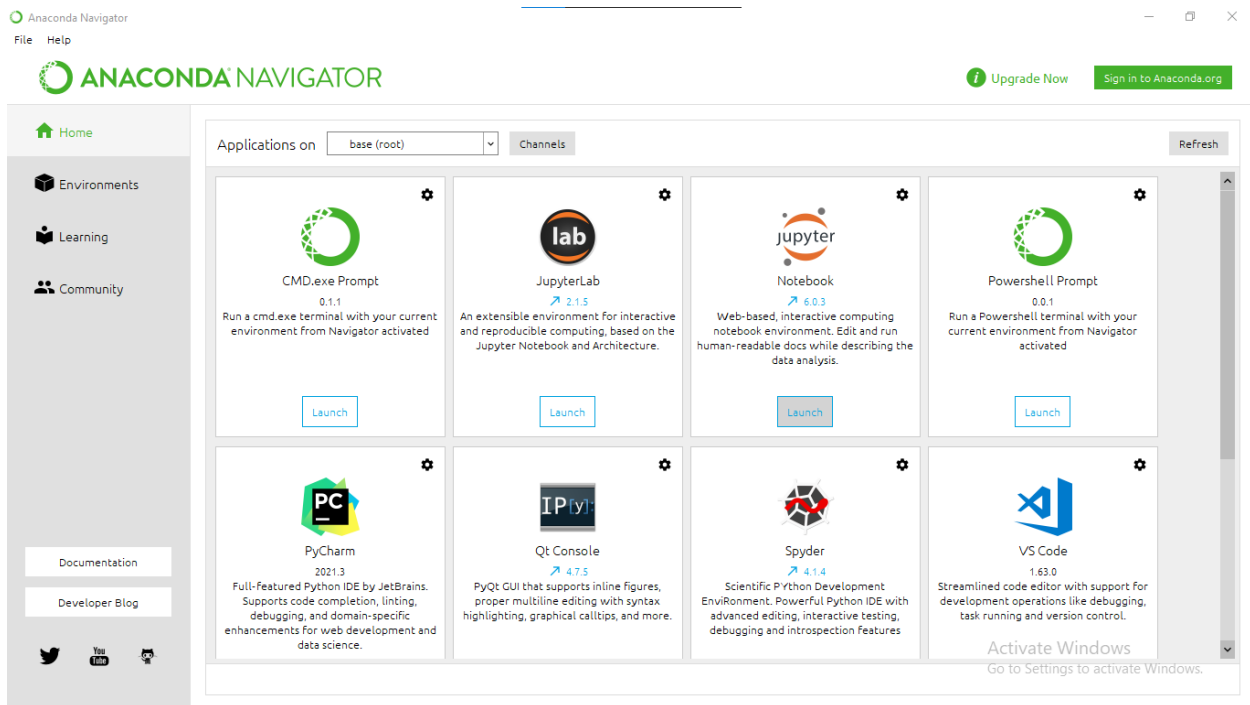 Anaconda Navigator
File Help
ANACONDA NAVIGATOR
i Upgrade Now
Sign in to Anaconda.org
Home
Environments
Learning
Community
Documentation
Developer Blog
You
Tube
Applications on base (root) Channels Refresh
CMD.exe Prompt
0.1.1
Run a cmd.exe terminal with your current
environment from Navigator activated
Launch
lab
JupyterLab
2.1.5
An extensible environment for interactive
and reproducible computing, based on the
Jupyter Notebook and Architecture.
Launch
jupyter
Notebook
6.0.3
Web-based, interactive computing
notebook environment. Edit and run
human-readable docs while describing the
data analysis.
Launch
Powershell Prompt
0.0.1
Run a Powershell terminal with your
current environment from Navigator
activated
Launch
PC
PyCharm
2021.3
Full-featured Python IDE by JetBrains.
Supports code completion, linting,
debugging, and domain-specific
enhancements for web development and
data science.
IP[y]:
Qt Console
4.7.5
PyQt GUI that supports inline figures,
proper multiline editing with syntax
highlighting, graphical calltips, and more.
Spyder
4.1.4
Scientific PYthon Development
EnviRonment. Powerful Python IDE with
advanced editing, interactive testing,
debugging and introspection features
VS Code
1.63.0
Streamlined code editor with support for
development operations like debugging,
task running and version control.
Activate Windows
Go to Settings to activate Windows.